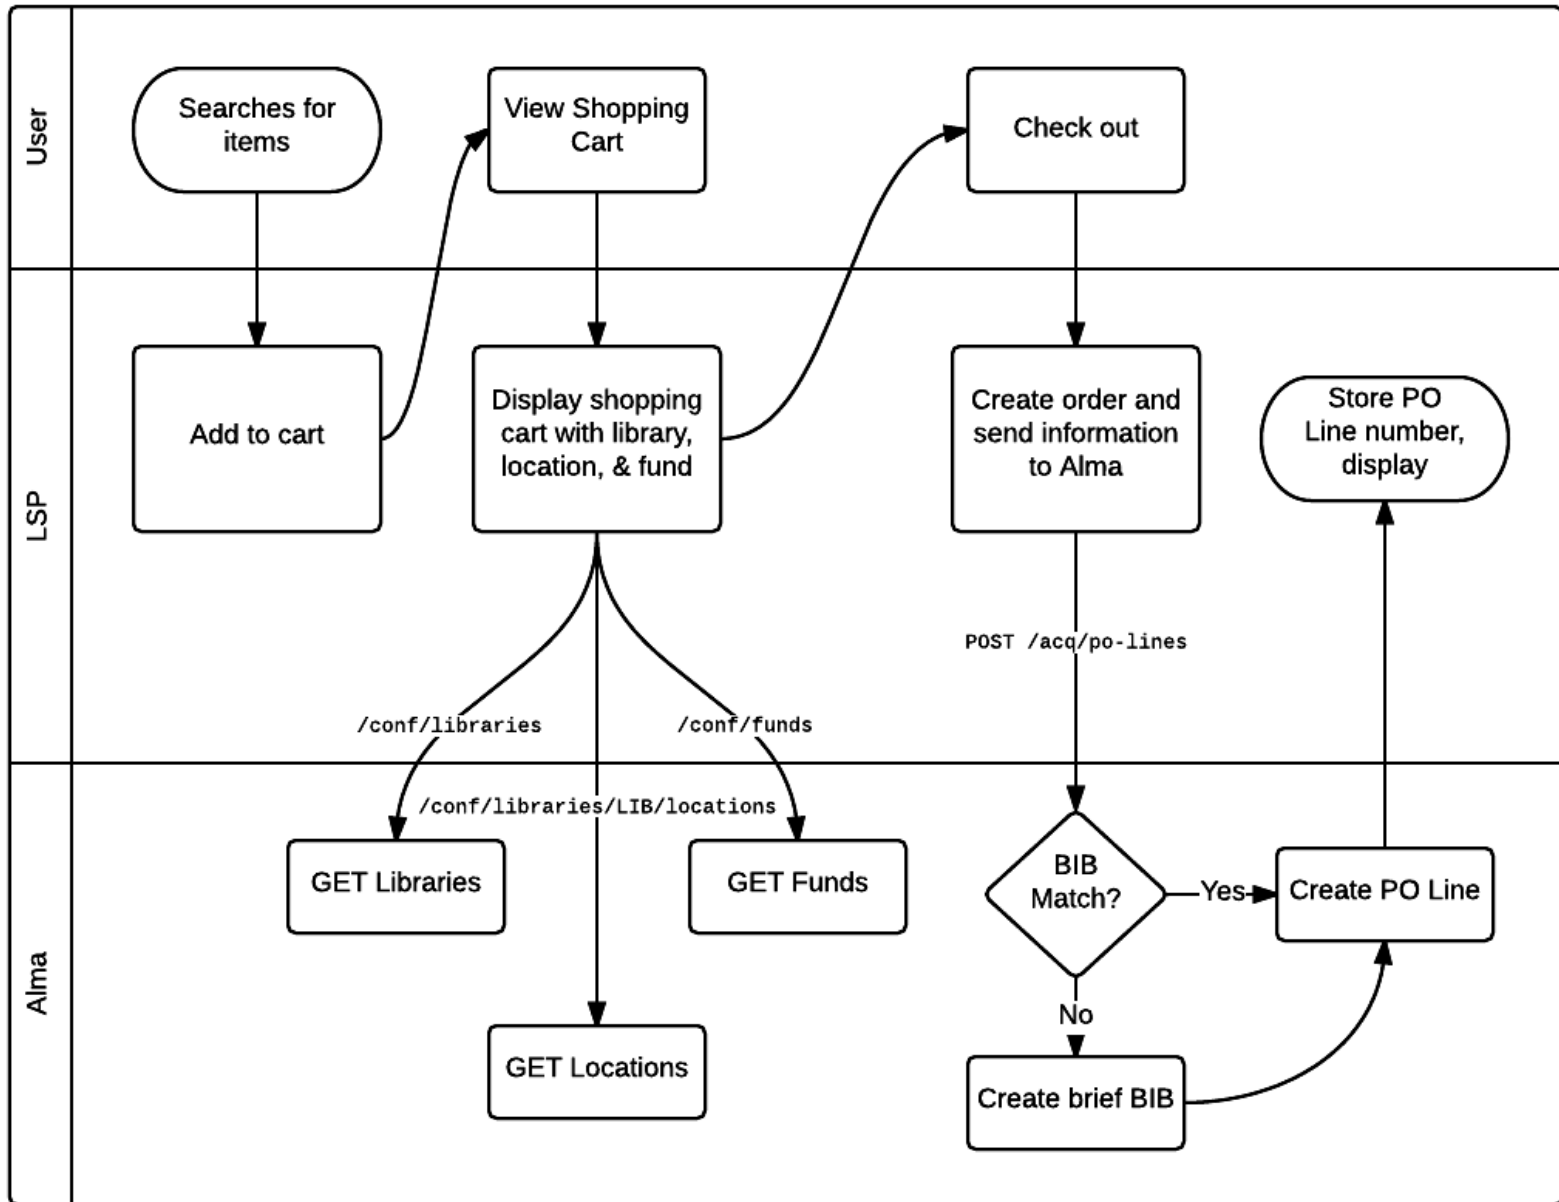 User
Searches for
items
View Shopping
Cart
Check out
LSP
Add to cart
Display shopping
cart with library,
location, & fund
Create order and
send information
to Alma
Store PO
Line number,
display
POST /acq/po-lines
/conf/libraries
/conf/funds
/conf/libraries/LIB/locations
Alma
GET Libraries
GET Funds
BIB
Match?
Yes
Create PO Line
No
GET Locations
Create brief BIB